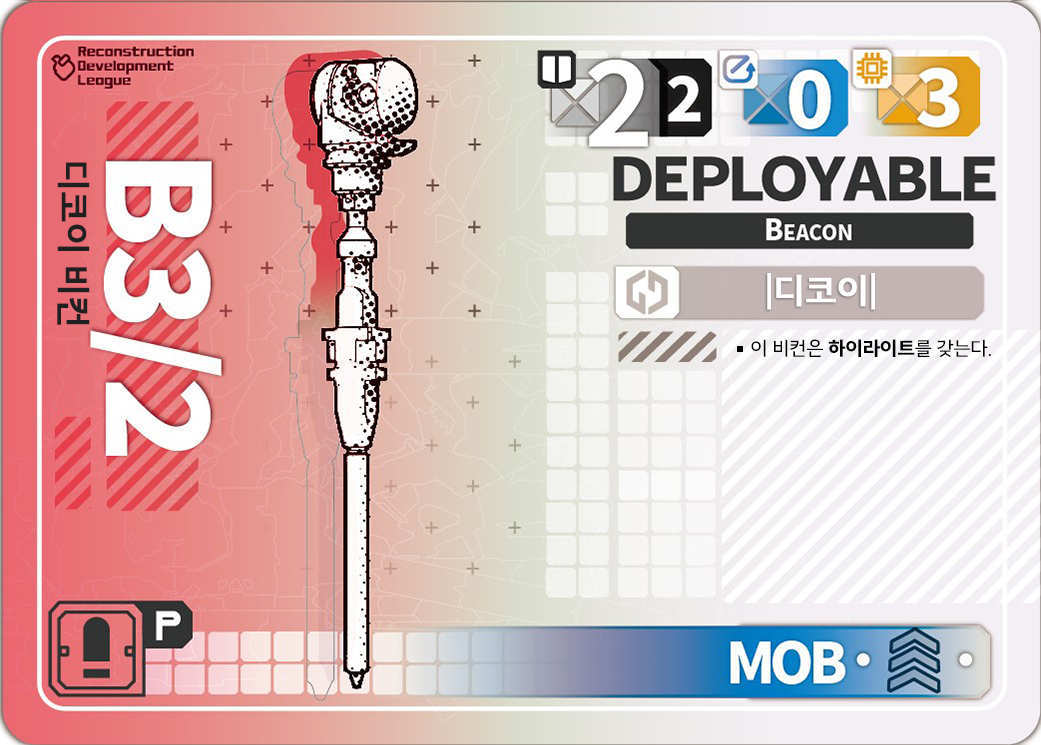 Reconstruction
Development
League
디코이 비컨
B3/2
2 2 0 3
DEPLOYABLE
BEACON
|디코이|
▪ 이 비컨은 하이라이트를 갖는다.
P
MOB